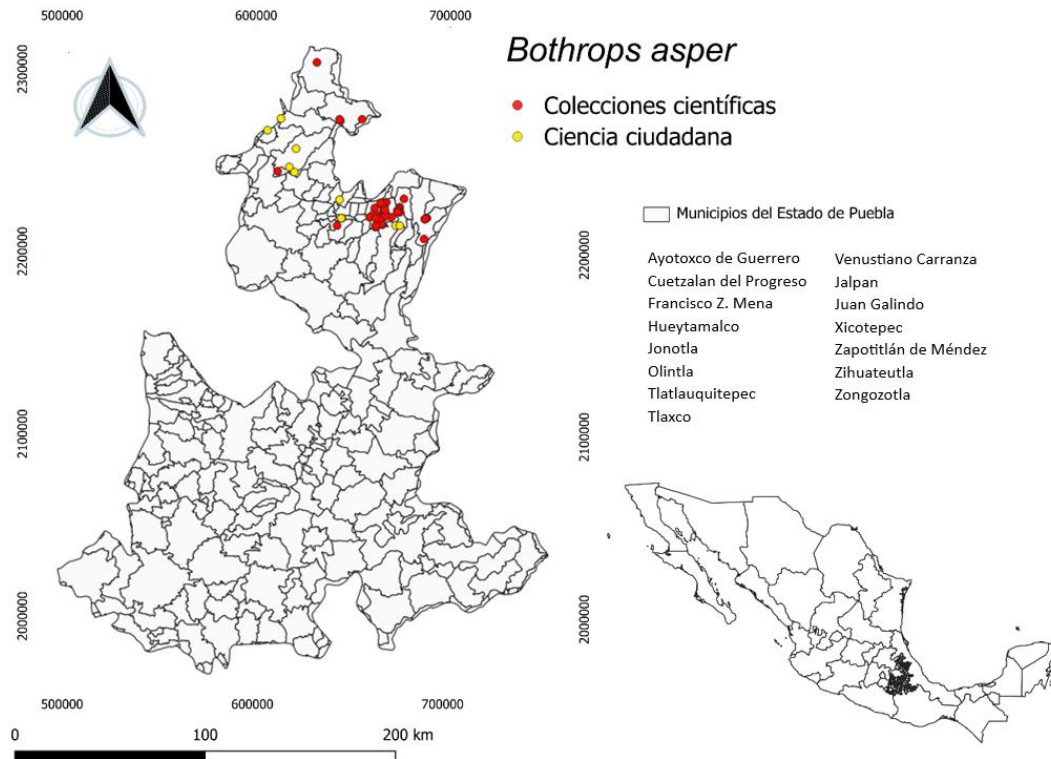 500000
600000
700000
2300000
2200000
2100000
2000000
Bothrops asper
Colecciones científicas
Ciencia ciudadana
Municipios del Estado de Puebla
Ayotoxco de Guerrero
Cuetzalan del Progreso
Francisco Z. Mena
Hueytamalco
Jonotla
Olintla
Tlatlauquitepec
Tlaxco
Venustiano Carranza
Jalpan
Juan Galindo
Xicotepec
Zapotitlán de Méndez
Zihuateutla
Zongozotla
2200000
2100000
2000000
500000
600000
700000
0
100
200 km